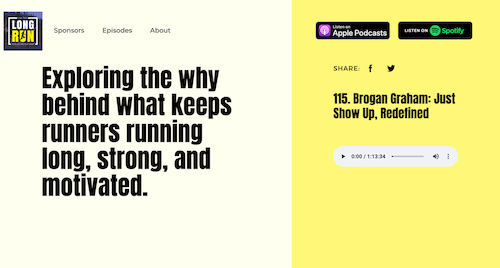 LONG
RUN
Sponsors
Episodes
About
Listen on
Apple Podcasts
LISTEN ON Spotify
SHARE:
Exploring the why
behind what keeps
runners running
long, strong, and
motivated.
115. Brogan Graham: Just
Show Up, Redefined
0:00 / 1:13:34